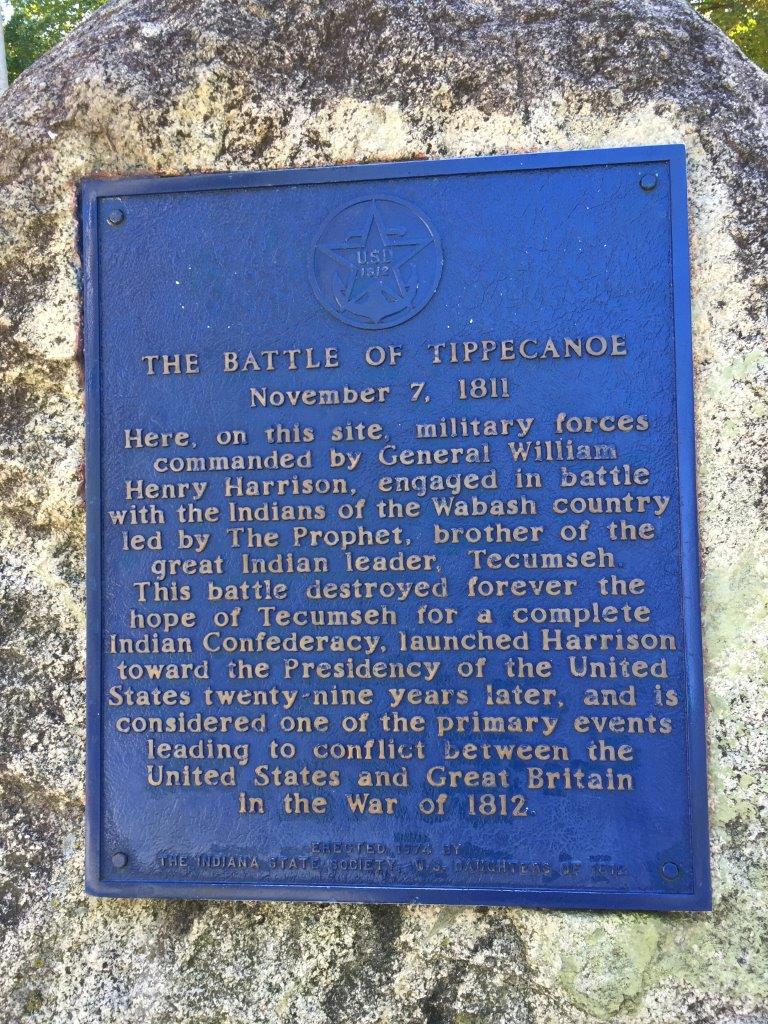 U.S.D
1812
THE BATTLE OF TIPPECANOE
November 7, 1811
Here, on this site, military forces
commanded by General William
Henry Harrison, engaged in battle
with the Indians of the Wabash country
led by The Prophet, brother of the
great Indian leader, Tecumseh.
This battle destroyed forever the
hope of Tecumseh for a complete
Indian Confederacy, launched Harrison
toward the Presidency of the United
States twenty-nine years later, and is
considered one of the primary events
leading to conflict between the
United States and Great Britain
in the War of 1812.
ERECTED 1974 BY
THE INDIANA STATE SOCIETY, U.S. DAUGHTERS OF 1812